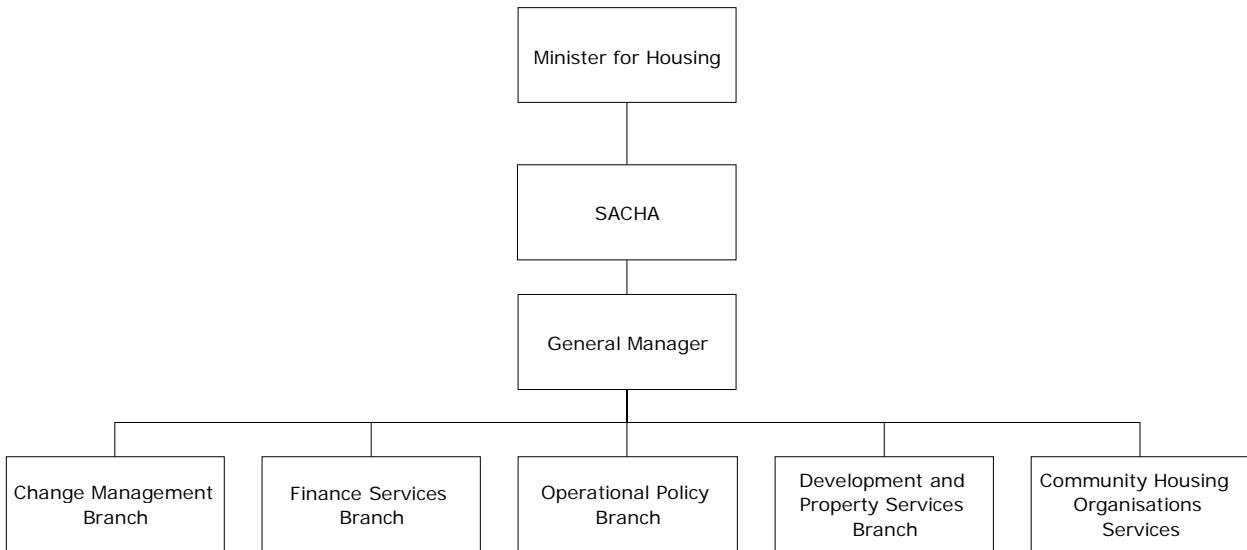 Minister for Housing
SACHA
General Manager
Change Management
Branch
Finance Services
Branch
Operational Policy
Branch
Development and
Property Services
Branch
Community Housing
Organisations
Services